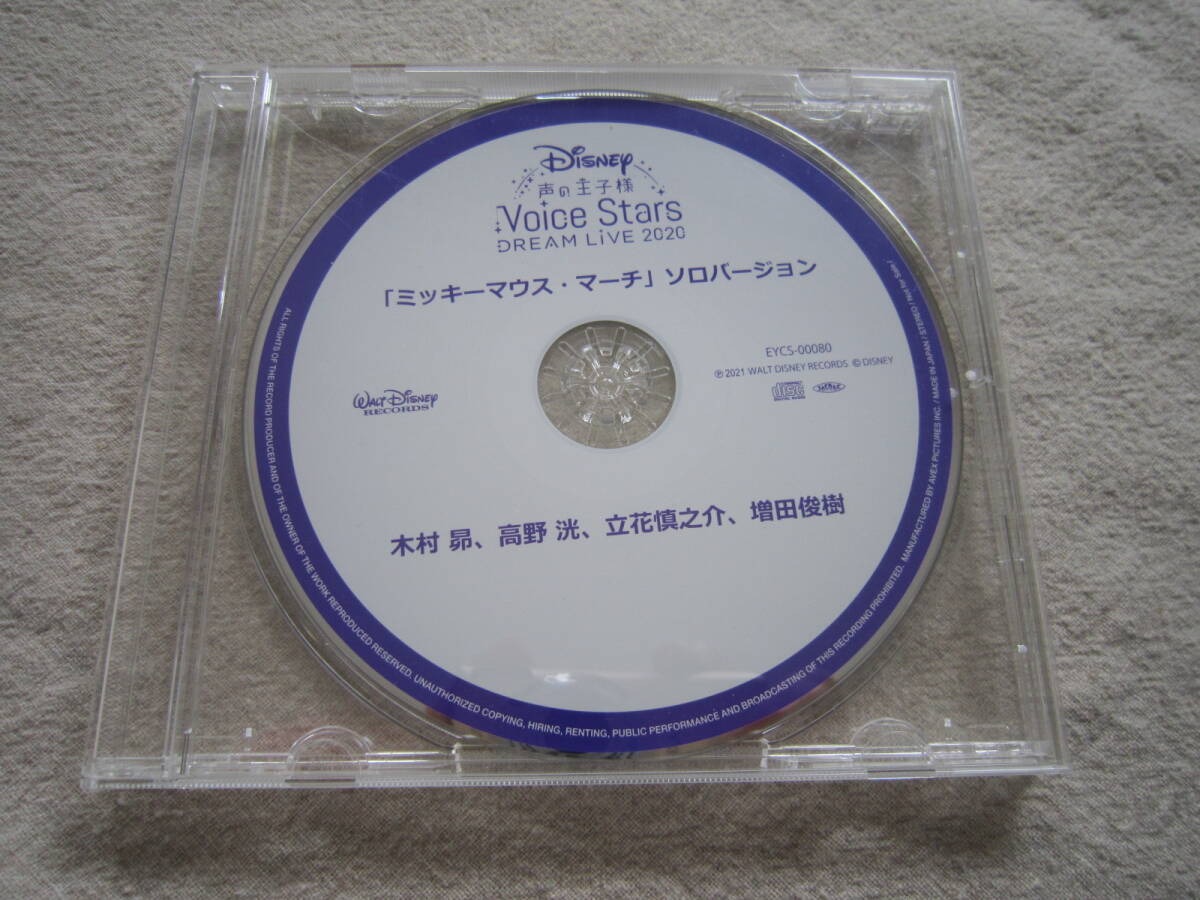 Disney
声の王子様
Voice Stars
DREAM LiVE 2020
「ミッキーマウス・マーチ」ソロバージョン
EYCS-00080
℗2021 WALT DISNEY RECORDS ©DISNEY
WALT DISNEY
RECORDS
disc
DIGITAL AUDIO
木村 昴、高野 洸、立花慎之介、増田俊樹
ALL RIGHTS OF THE RECORD PRODUCER AND OF THE OWNER OF THE WORK REPRODUCED RESERVED. UNAUTHORIZED COPYING, HIRING, RENTING, PUBLIC PERFORMANCE AND BROADCASTING OF THIS RECORDING PROHIBITED. MANUFACTURED BY AVEX PICTURES INC. / MADE IN JAPAN / STEREO / Not for Sale /